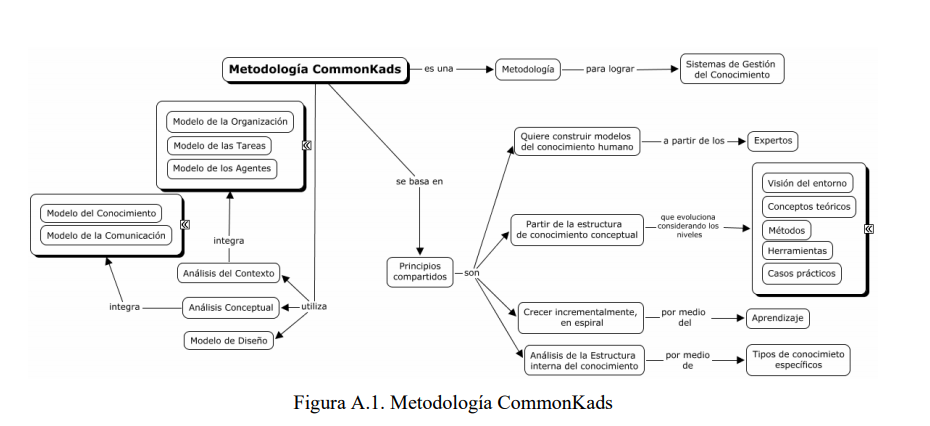 Metodología CommonKads
es una
Metodología
para lograr
Sistemas de Gestión
del Conocimiento
Modelo de la Organización
Modelo de las Tareas
Modelo de los Agentes
Modelo del Conocimiento
Modelo de la Comunicación
integra
Análisis del Contexto
integra
Análisis Conceptual
utiliza
Modelo de Diseño
se basa en
Principios
compartidos
son
Quiere construir modelos
del conocimiento humano
a partir de los
Expertos
Partir de la estructura
de conocimiento conceptual
que evoluciona
considerando los
niveles
Visión del entorno
Conceptos teóricos
Métodos
Herramientas
Casos prácticos
Crecer incrementalmente,
en espiral
por medio
del
Aprendizaje
Análisis de la Estructura
interna del conocimiento
por medio
de
Tipos de conocimieto
específicos
Figura A.1. Metodología CommonKads